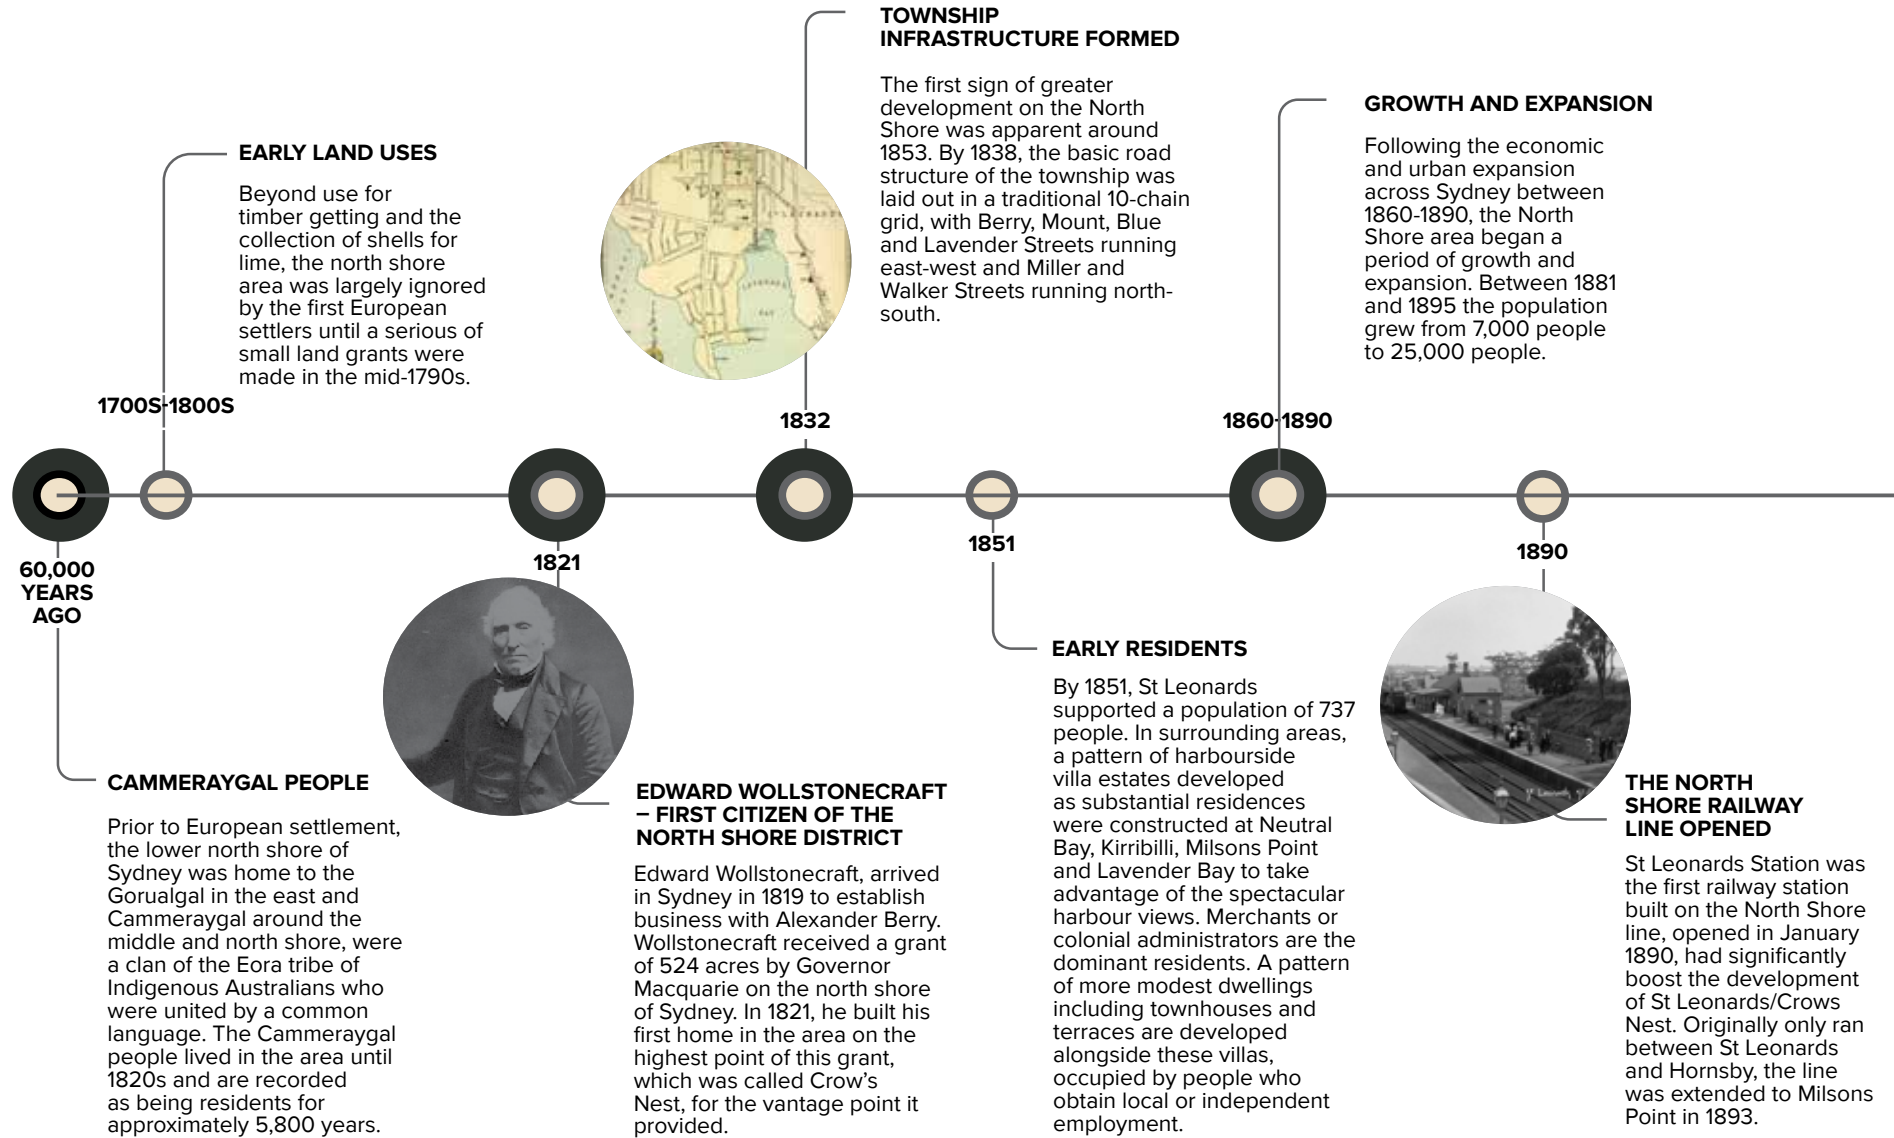 60,000
YEARS
AGO
CAMMERAYGAL PEOPLE
Prior to European settlement,
the lower north shore of
Sydney was home to the
Gorualgal in the east and
Cammeraygal around the
middle and north shore, were
a clan of the Eora tribe of
Indigenous Australians who
were united by a common
language. The Cammeraygal
people lived in the area until
1820s and are recorded
as being residents for
approximately 5,800 years.
1700S-1800S
EARLY LAND USES
Beyond use for
timber getting and the
collection of shells for
lime, the north shore
area was largely ignored
by the first European
settlers until a serious of
small land grants were
made in the mid-1790s.
1821
EDWARD WOLLSTONECRAFT
– FIRST CITIZEN OF THE
NORTH SHORE DISTRICT
Edward Wollstonecraft, arrived
in Sydney in 1819 to establish
business with Alexander Berry.
Wollstonecraft received a grant
of 524 acres by Governor
Macquarie on the north shore
of Sydney. In 1821, he built his
first home in the area on the
highest point of this grant,
which was called Crow's
Nest, for the vantage point it
provided.
1832
TOWNSHIP
INFRASTRUCTURE FORMED
The first sign of greater
development on the North
Shore was apparent around
1853. By 1838, the basic road
structure of the township was
laid out in a traditional 10-chain
grid, with Berry, Mount, Blue
and Lavender Streets running
east-west and Miller and
Walker Streets running north-
south.
1851
EARLY RESIDENTS
By 1851, St Leonards
supported a population of 737
people. In surrounding areas,
a pattern of harbourside
villa estates developed
as substantial residences
were constructed at Neutral
Bay, Kirribilli, Milsons Point
and Lavender Bay to take
advantage of the spectacular
harbour views. Merchants or
colonial administrators are the
dominant residents. A pattern
of more modest dwellings
including townhouses and
terraces are developed
alongside these villas,
occupied by people who
obtain local or independent
employment.
1860-1890
GROWTH AND EXPANSION
Following the economic
and urban expansion
across Sydney between
1860-1890, the North
Shore area began a
period of growth and
expansion. Between 1881
and 1895 the population
grew from 7,000 people
to 25,000 people.
1890
THE NORTH
SHORE RAILWAY
LINE OPENED
St Leonards Station was
the first railway station
built on the North Shore
line, opened in January
1890, had significantly
boost the development
of St Leonards/Crows
Nest. Originally only ran
between St Leonards
and Hornsby, the line
was extended to Milsons
Point in 1893.